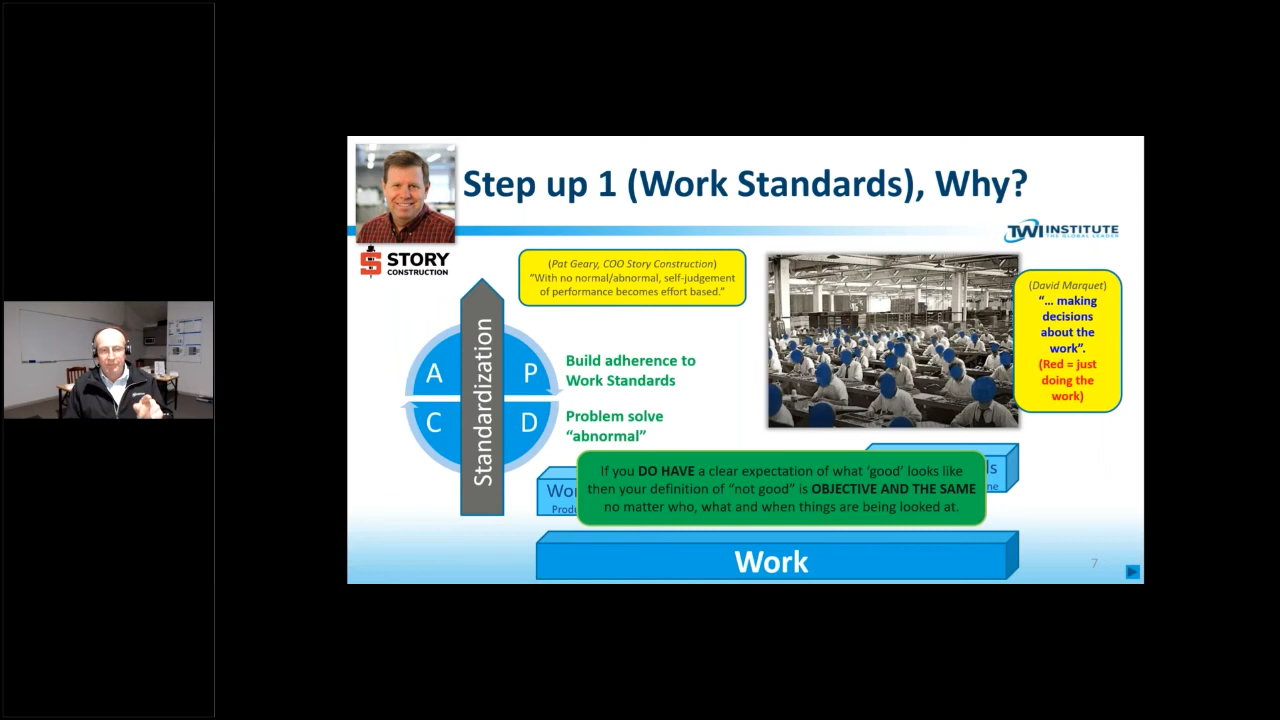 Step up 1 (Work Standards), Why?
TWI INSTITUTE
THE GLOBAL LEADER
STORY
CONSTRUCTION
(Pat Geary, COO Story Construction)
“With no normal/abnormal, self-judgement
of performance becomes effort based.”
(David Marquet)
“… making
decisions
about the
work”.
(Red = just
doing the
work)
Standardization
A
P
C
D
Build adherence to
Work Standards
Problem solve
“abnormal”
If you DO HAVE a clear expectation of what ‘good’ looks like
then your definition of “not good” is OBJECTIVE AND THE SAME
no matter who, what and when things are being looked at.
Work
7